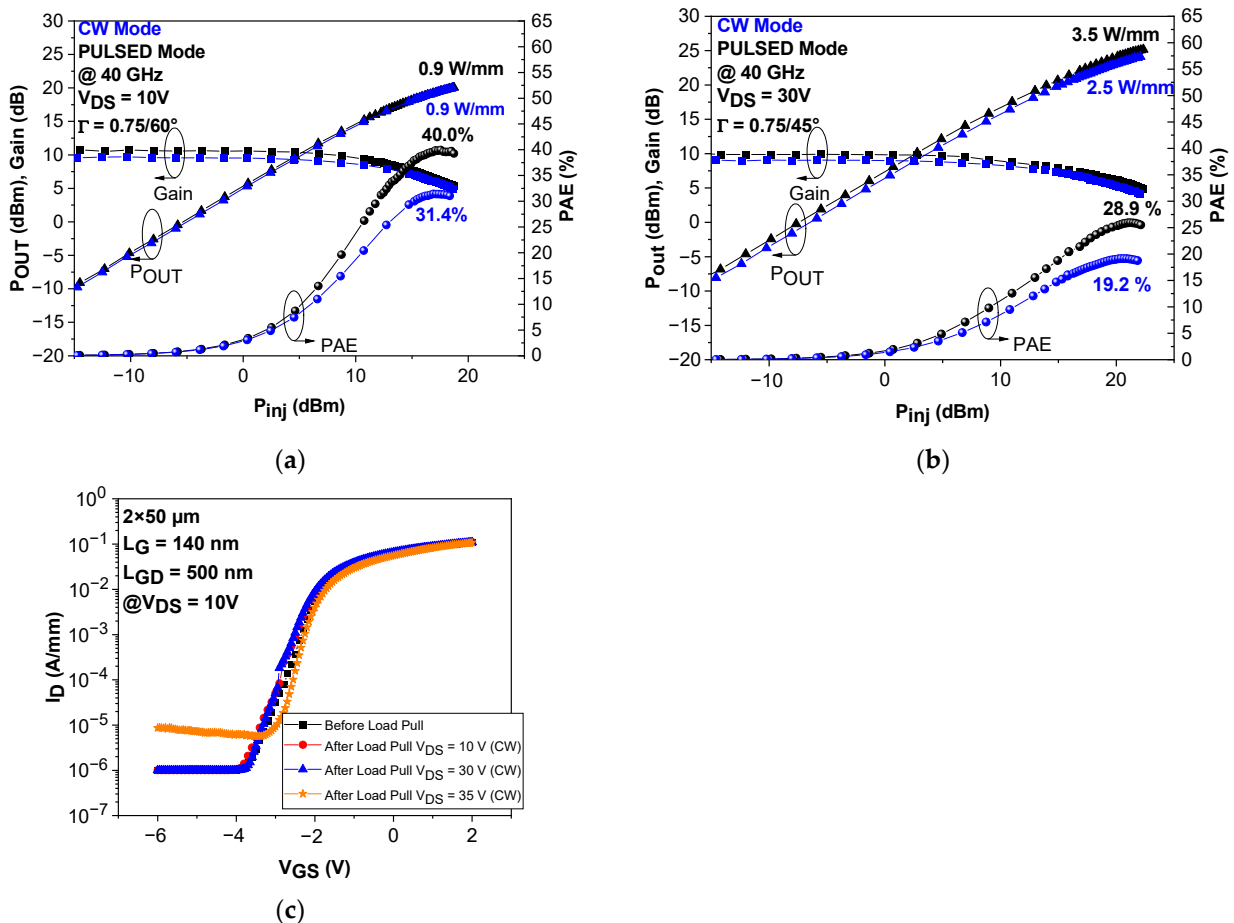 CW Mode
PULSED Mode
@ 40 GHz
VDS = 10V
Γ = 0.75/60°
0.9 W/mm
0.9 W/mm
40.0%
31.4%
Gain
POUT
PAE
30
25
20
15
10
5
0
−5
−10
−15
−20
65
60
55
50
45
40
35
30
25
20
15
10
5
0
−10 0 10 20
POUT (dBm), Gain (dB)
PAE (%)
Pinj (dBm)
(a)
CW Mode
PULSED Mode
@ 40 GHz
VDS = 30V
Γ = 0.75/45°
3.5 W/mm
2.5 W/mm
28.9 %
19.2 %
Gain
POUT
PAE
30
25
20
15
10
5
0
−5
−10
−15
−20
65
60
55
50
45
40
35
30
25
20
15
10
5
0
−10 0 10 20
Pout (dBm), Gain (dB)
PAE (%)
Pinj (dBm)
(b)
2×50 μm
LG = 140 nm
LGD = 500 nm
@VDS = 10V
10⁰
10⁻¹
10⁻²
10⁻³
10⁻⁴
10⁻⁵
10⁻⁶
10⁻⁷
ID (A/mm)
Before Load Pull
After Load Pull VDS = 10 V (CW)
After Load Pull VDS = 30 V (CW)
After Load Pull VDS = 35 V (CW)
−6 −4 −2 0 2
VGS (V)
(c)